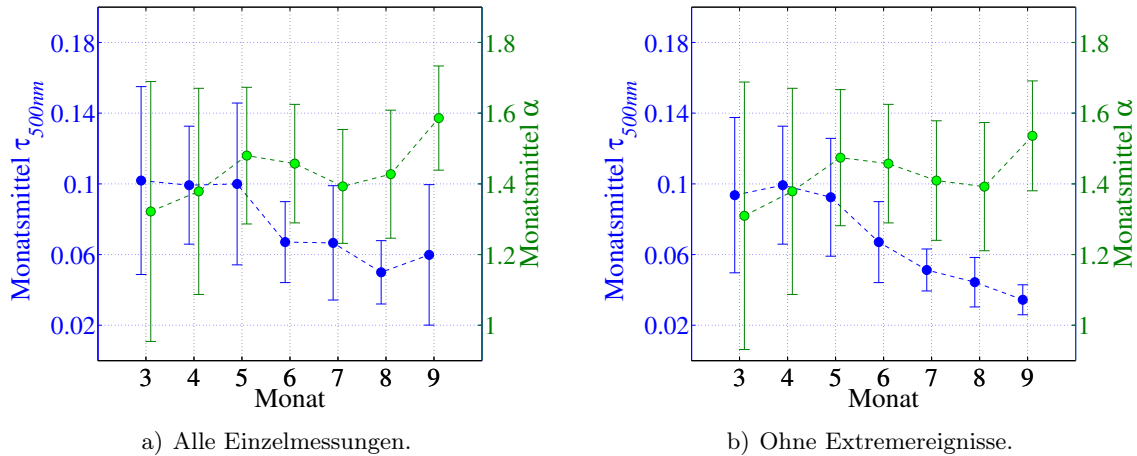 0.18
0.14
0.1
0.06
0.02
Monatsmittel τ500nm
1.8
1.6
1.4
1.2
1
Monatsmittel α
3 4 5 6 7 8 9
Monat
a) Alle Einzelmessungen.
0.18
0.14
0.1
0.06
0.02
Monatsmittel τ500nm
1.8
1.6
1.4
1.2
1
Monatsmittel α
3 4 5 6 7 8 9
Monat
b) Ohne Extremereignisse.